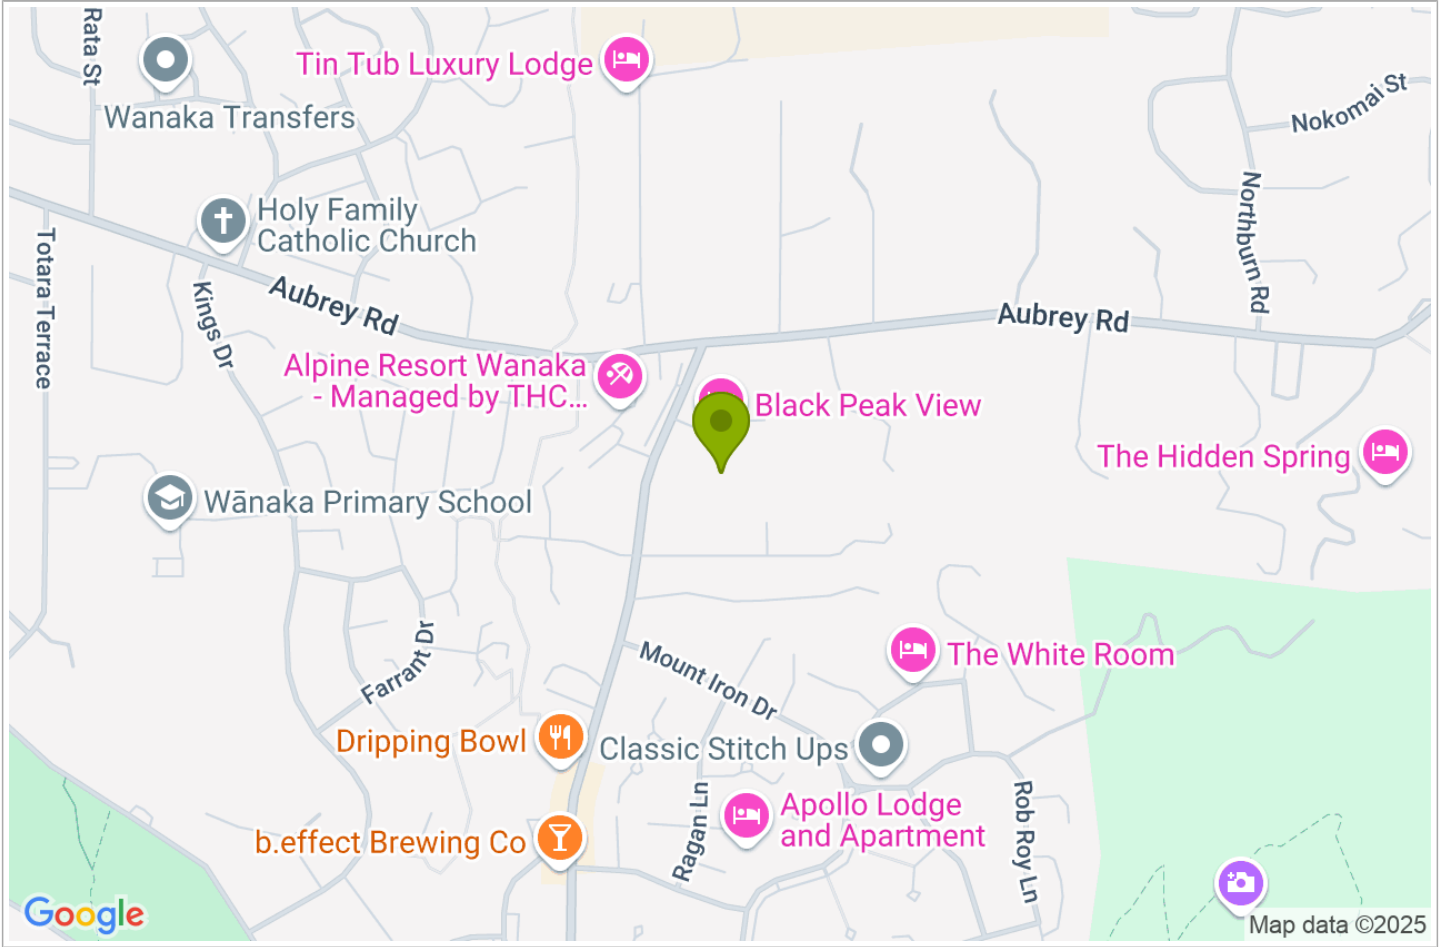 Rata St
Tin Tub Luxury Lodge
Wanaka Transfers
Nokomai St
Holy Family
Catholic Church
Northburn Rd
Totara Terrace
Kings Dr
Aubrey Rd
Aubrey Rd
Alpine Resort Wanaka
- Managed by THC...
Black Peak View
The Hidden Spring
Wānaka Primary School
Farrant Dr
Mount Iron Dr
The White Room
Dripping Bowl
Classic Stitch Ups
Ragan Ln
Apollo Lodge
and Apartment
Rob Roy Ln
b.effect Brewing Co
Google
Map data ©2025